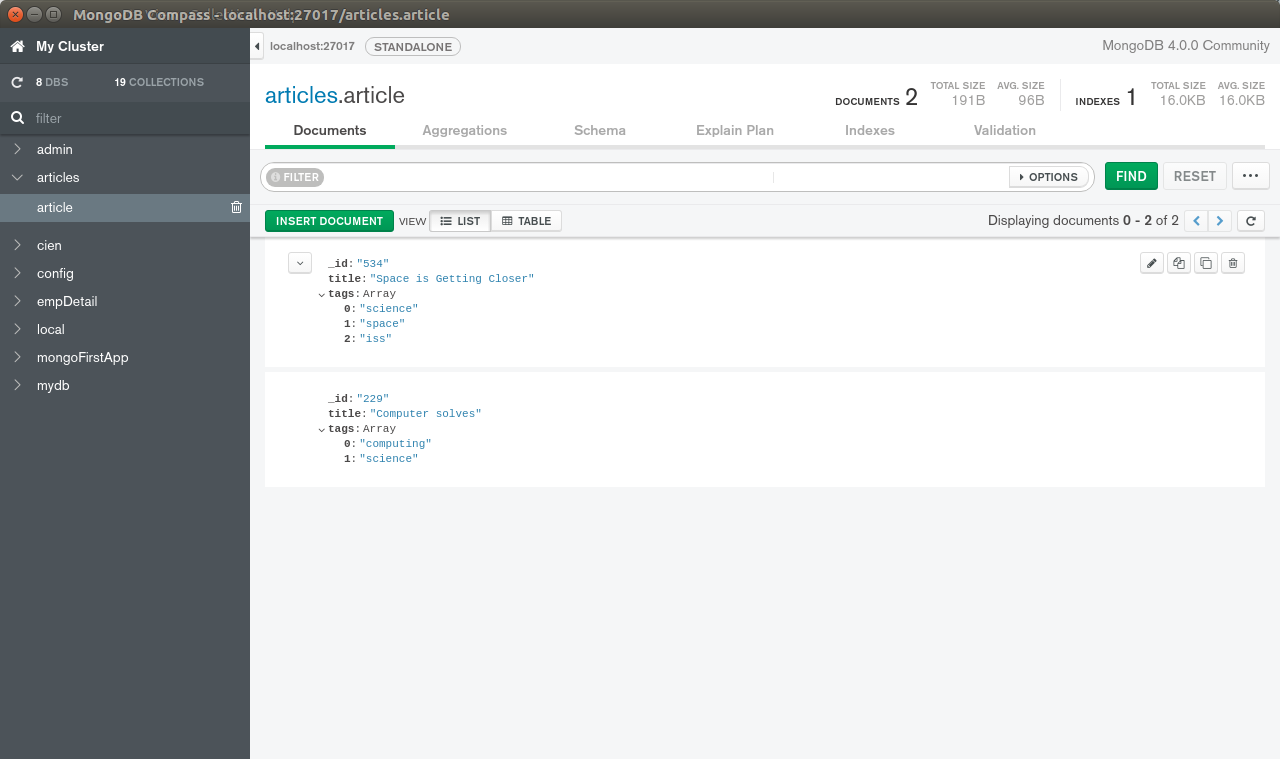 MongoDB Compass - localhost:27017/articles.article
My Cluster
8 DBS 19 COLLECTIONS
filter
admin
articles
article
cien
config
empDetail
local
mongoFirstApp
mydb
localhost:27017 STANDALONE MongoDB 4.0.0 Community
articles.article
DOCUMENTS 2 TOTAL SIZE 191B AVG. SIZE 96B INDEXES 1 TOTAL SIZE 16.0KB AVG. SIZE 16.0KB
Documents Aggregations Schema Explain Plan Indexes Validation
FILTER OPTIONS FIND RESET ...
INSERT DOCUMENT VIEW LIST TABLE Displaying documents 0 - 2 of 2
_id: "534"
title: "Space is Getting Closer"
tags: Array
0: "science"
1: "space"
2: "iss"
_id: "229"
title: "Computer solves"
tags: Array
0: "computing"
1: "science"